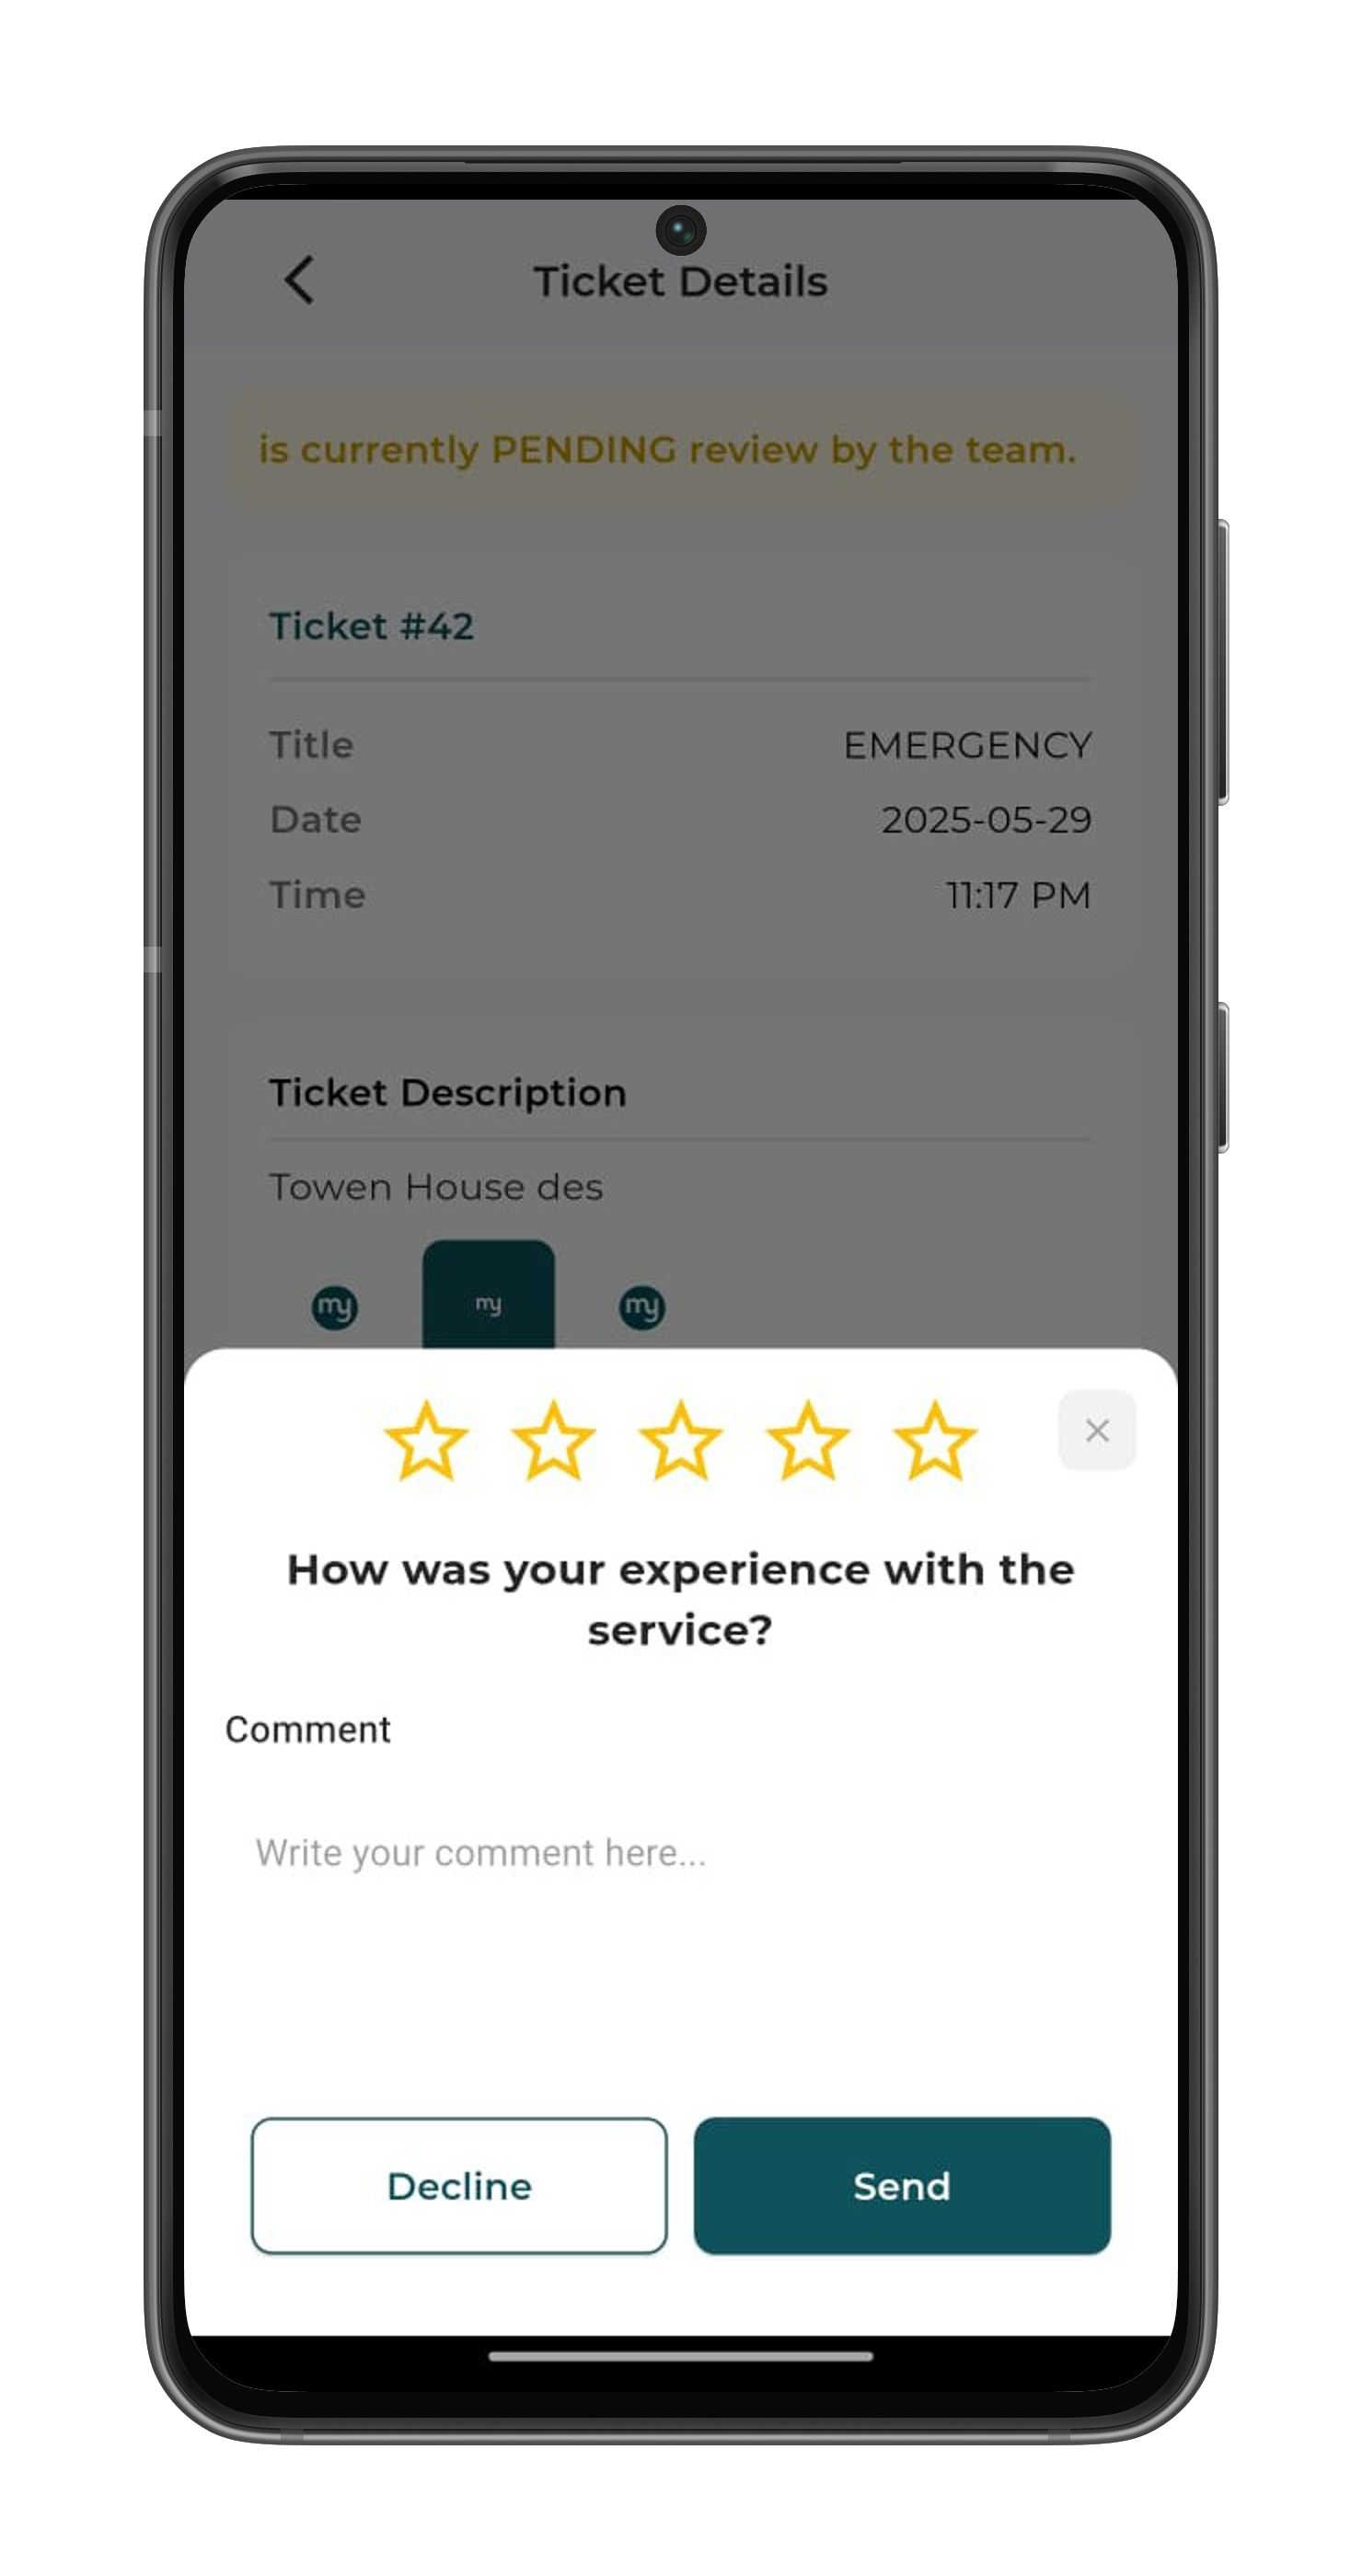 Ticket Details
is currently PENDING review by the team.
Ticket #42
Title EMERGENCY
Date 2025-05-29
Time 11:17 PM
Ticket Description
Towen House des
my my my
How was your experience with the
service?
Comment
Write your comment here...
Decline Send